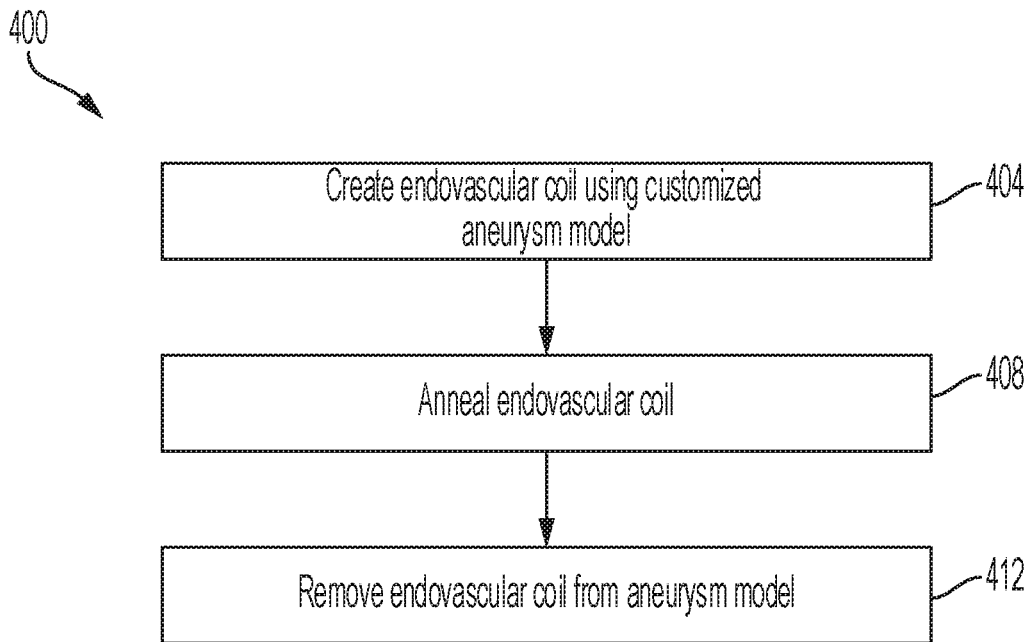 400
Create endovascular coil using customized
aneurysm model
404
Anneal endovascular coil
408
Remove endovascular coil from aneurysm model
412